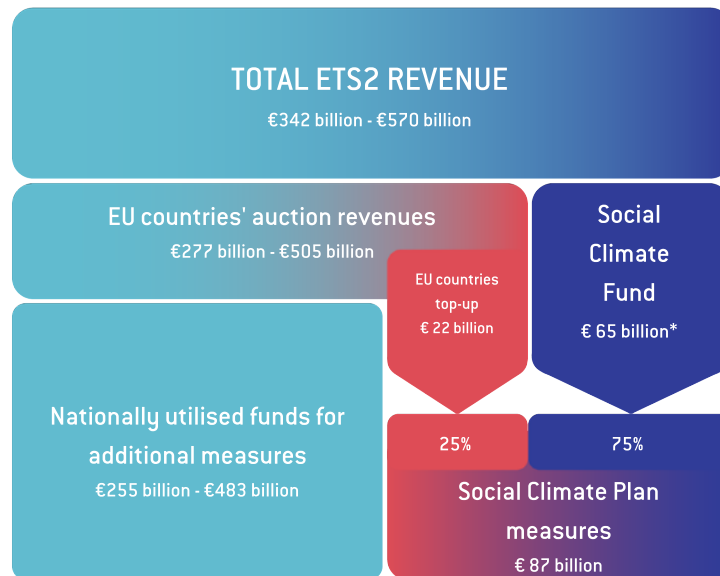 TOTAL ETS2 REVENUE
€342 billion - €570 billion
EU countries' auction revenues
€277 billion - €505 billion
EU countries
top-up
€ 22 billion
Social
Climate
Fund
€ 65 billion*
Nationally utilised funds for
additional measures
€255 billion - €483 billion
25%
75%
Social Climate Plan
measures
€ 87 billion